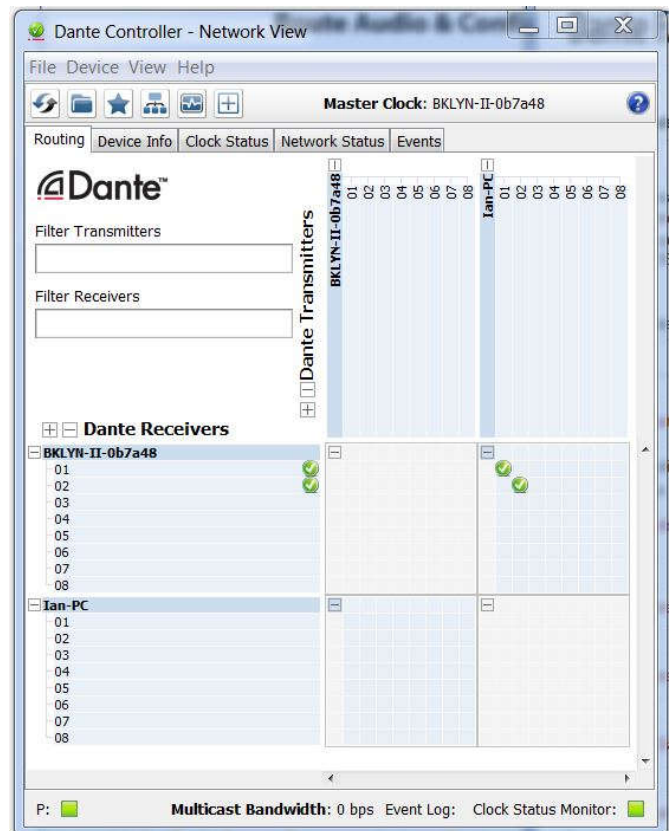 Dante Controller - Network View
File Device View Help
Master Clock: BKLYN-II-0b7a48
Routing Device Info Clock Status Network Status Events
Dante™
Filter Transmitters
Filter Receivers
Dante Transmitters
BKLYN-II-0b7a48
01 02 03 04 05 06 07 08
Ian-PC
01 02 03 04 05 06 07 08
Dante Receivers
BKLYN-II-0b7a48
01
02
03
04
05
06
07
08
Ian-PC
01
02
03
04
05
06
07
08
P: Multicast Bandwidth: 0 bps Event Log: Clock Status Monitor: